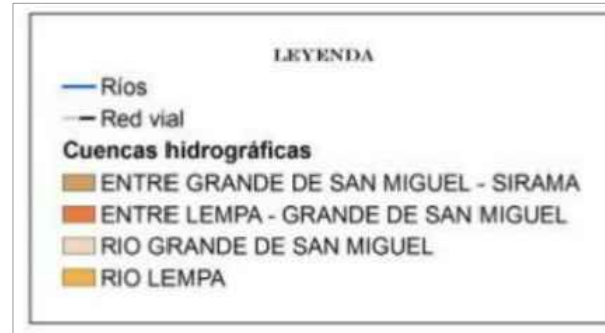 LEYENDA
Ríos
Red vial
Cuencas hidrográficas
ENTRE GRANDE DE SAN MIGUEL - SIRAMA
ENTRE LEMPA - GRANDE DE SAN MIGUEL
RIO GRANDE DE SAN MIGUEL
RIO LEMPA